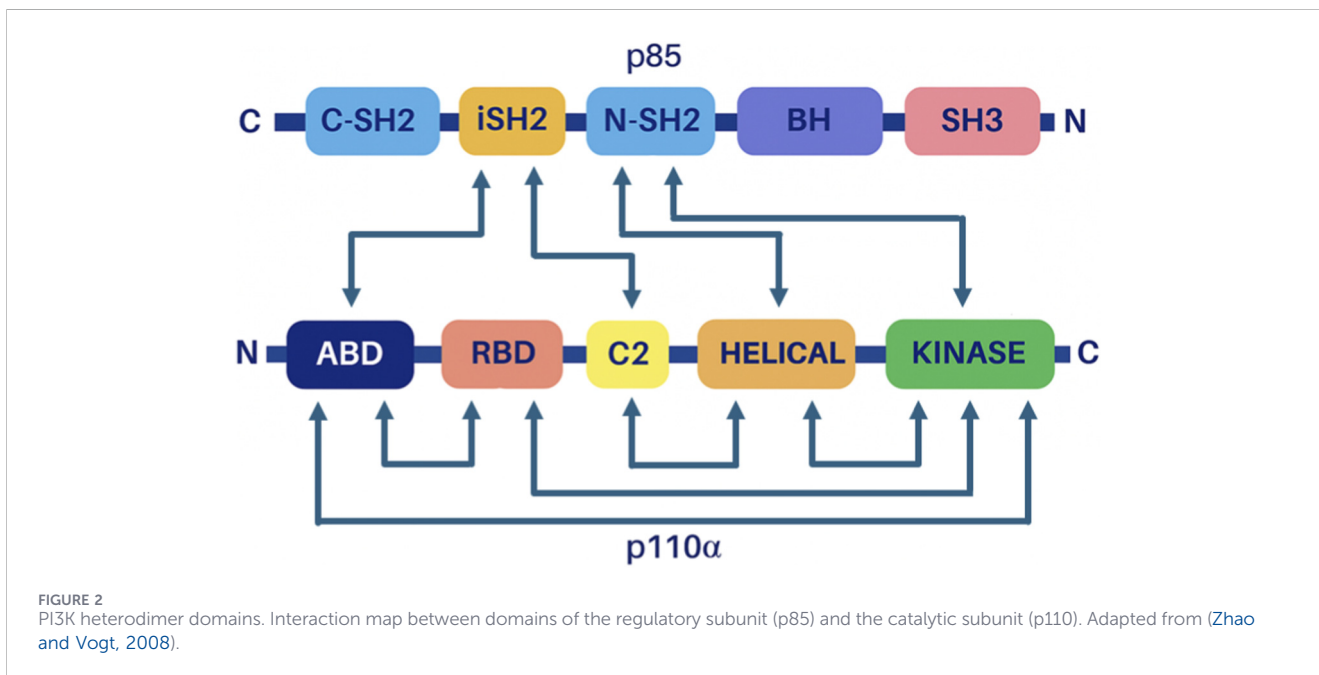 p85
C C-SH2 iSH2 N-SH2 BH SH3 N
N ABD RBD C2 HELICAL KINASE C
p110α
FIGURE 2
PI3K heterodimer domains. Interaction map between domains of the regulatory subunit (p85) and the catalytic subunit (p110). Adapted from (Zhao
and Vogt, 2008).